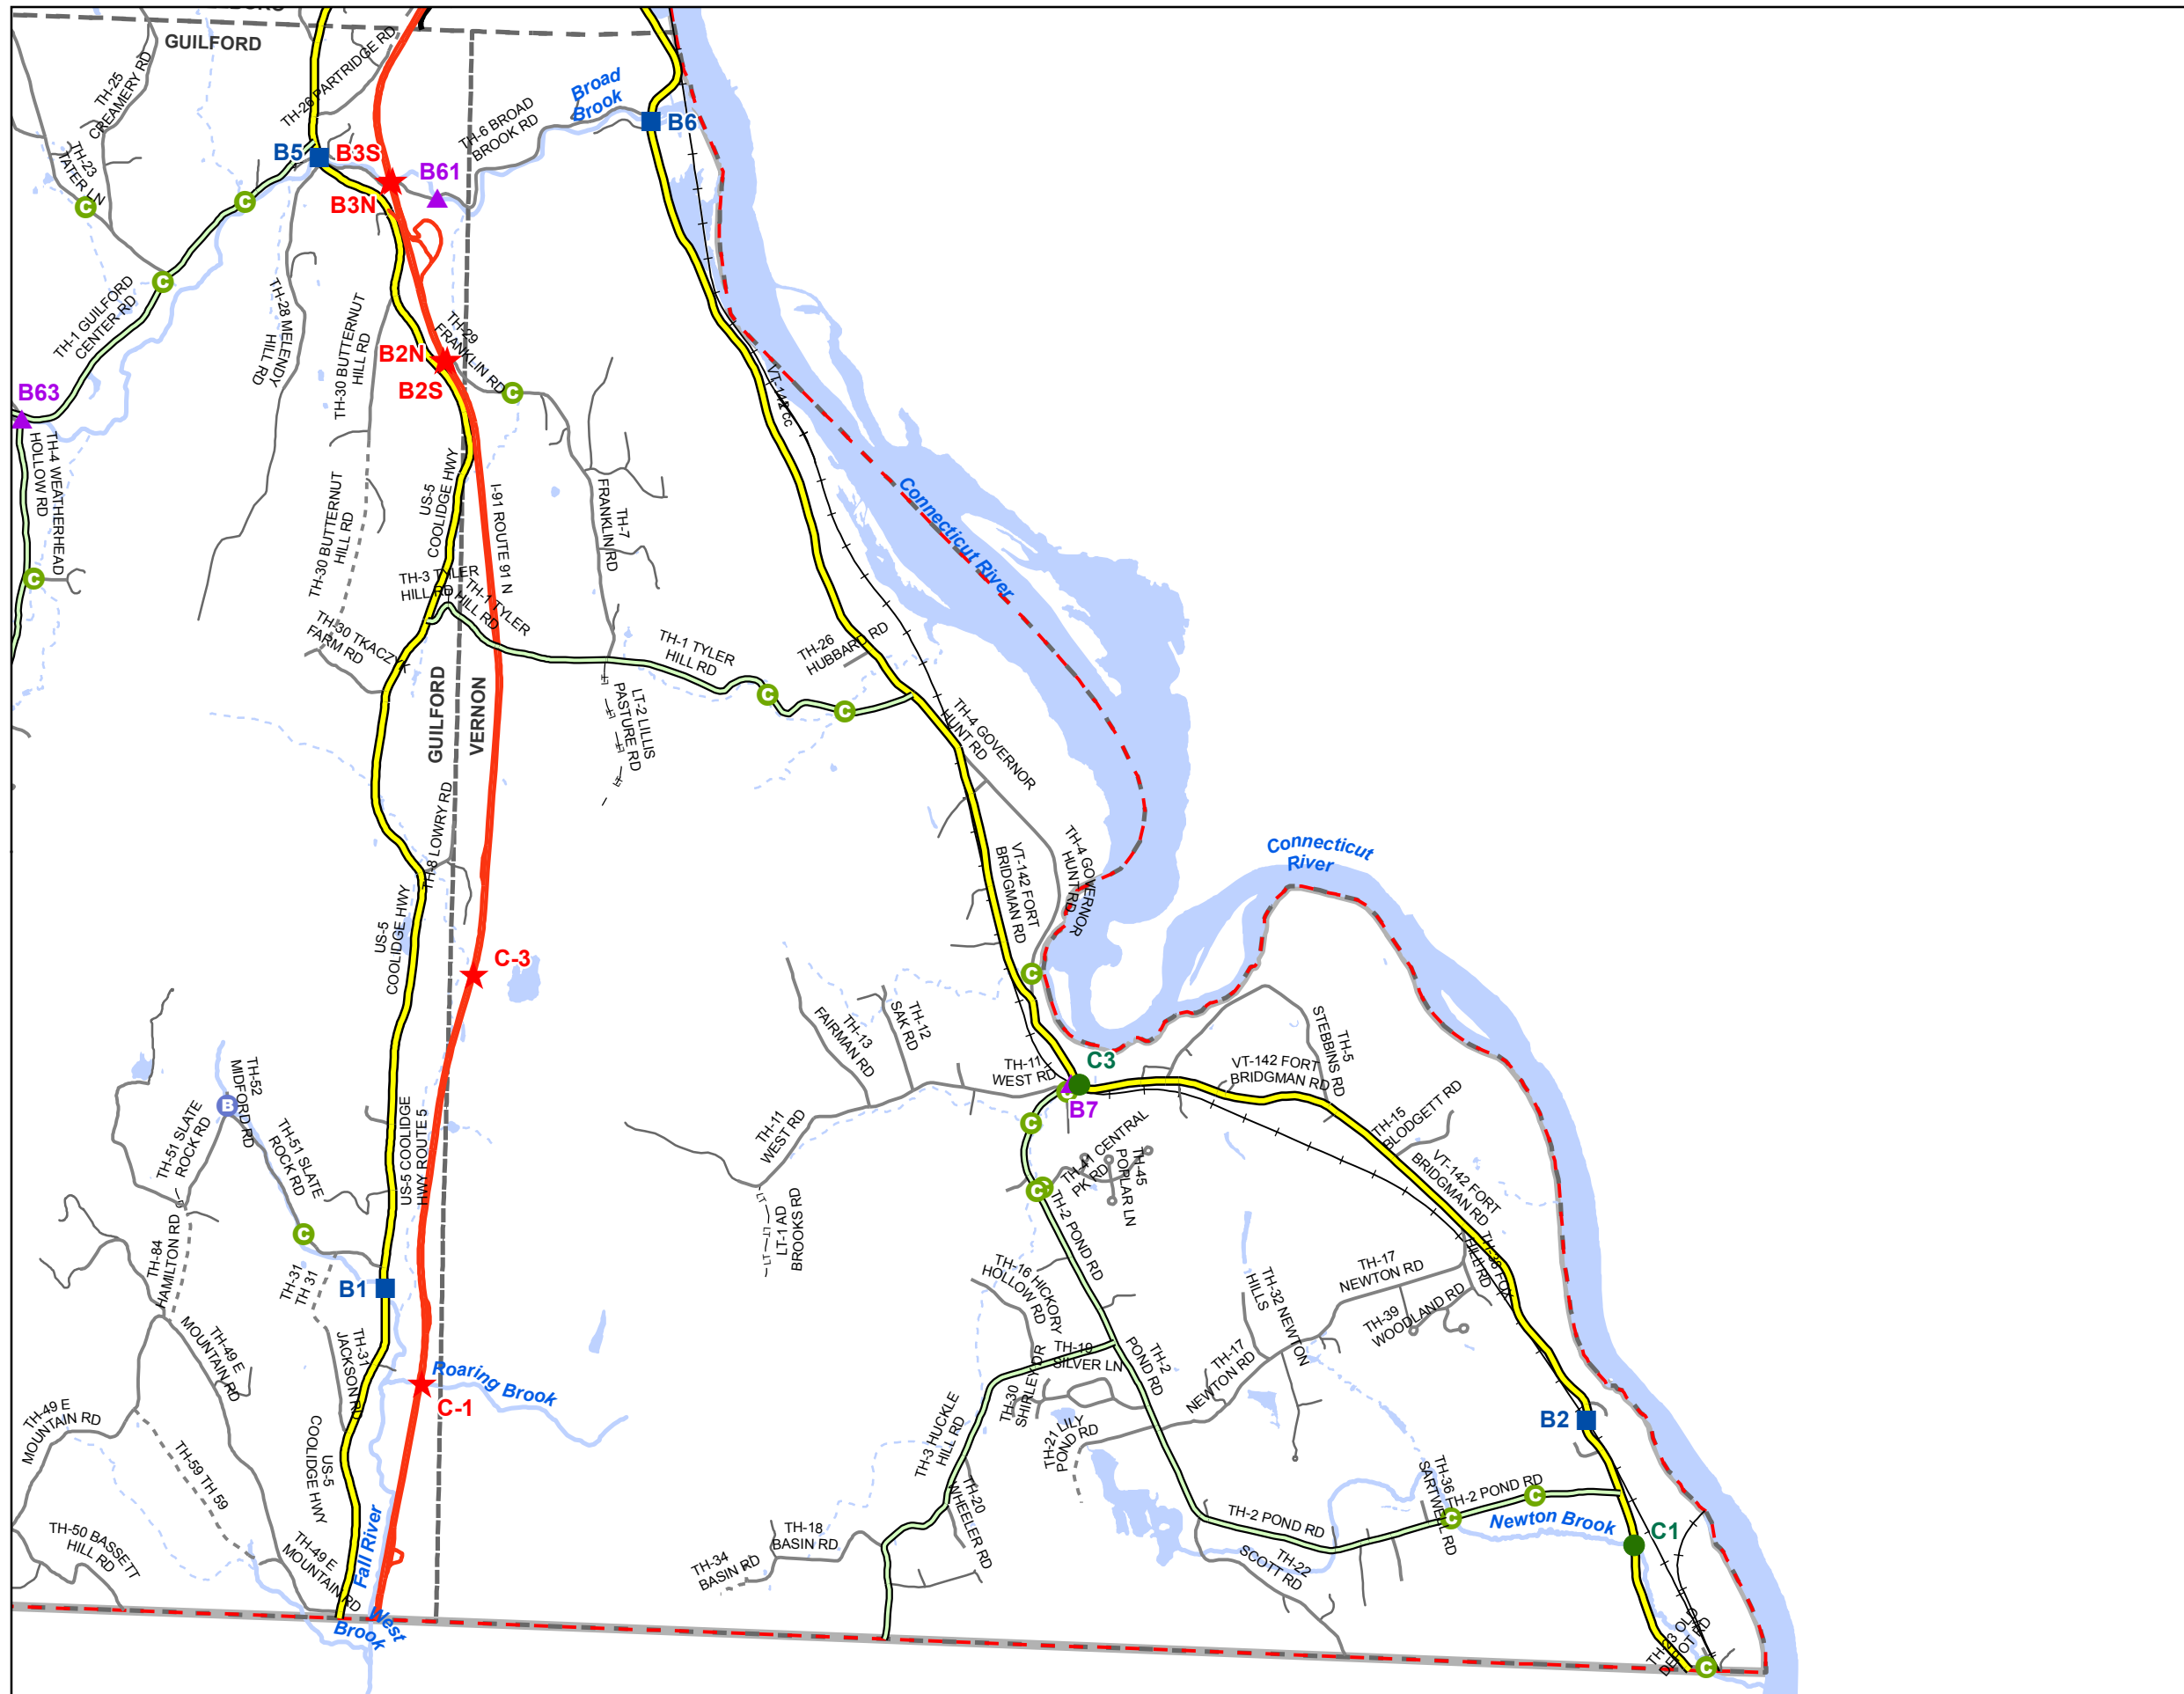 GUILFORD
TH-25
CREAMERY RD
TH-26 PARTRIDGE RD
Broad
Brook
TH-6 BROAD
BROOK RD
B6
B5
B3S
B61
B3N
TH-23
TATER LN
C
C
C
TH-1 GUILFORD
CENTER RD
TH-28 MELENDY
HILL RD
TH-30 BUTTERNUT
HILL RD
TH-29
FRANKLIN RD
B2N
B2S
C
B63
VT-142 cc
TH-4 WEATHERHEAD
HOLLOW RD
C
US-5
COOLIDGE HWY
I-91 ROUTE 91 N
TH-30 BUTTERNUT
HILL RD
TH-7
FRANKLIN RD
Connecticut River
TH-3 TYLER
HILL RD
TH-1 TYLER
HILL RD
TH-30 TKACZYK
FARM RD
TH-1 TYLER
HILL RD
TH-26
HUBBARD RD
C
C
GUILFORD
VERNON
LT-2 LILLIS
PASTURE RD
TH-4 GOVERNOR
HUNT RD
TH-8 LOWRY RD
VT-142 FORT
BRIDGMAN RD
TH-4 GOVERNOR
HUNT RD
Connecticut
River
US-5
COOLIDGE HWY
C-3
C
TH-13
FAIRMAN RD
TH-12
SAK RD
TH-11
WEST RD
C3
B7
C
C
VT-142 FORT
BRIDGMAN RD
TH-5
STEBBINS RD
TH-52
MIDFORD RD
B
TH-51 SLATE
ROCK RD
TH-51 SLATE
ROCK RD
US-5 COOLIDGE
HWY ROUTE 5
TH-11
WEST RD
TH-15
BLODGETT RD
VT-142 FORT
BRIDGMAN RD
TH-41 CENTRAL
PK RD
TH-45
POPLAR LN
C
LT-1 AD
BROOKS RD
TH-2 POND RD
TH-84
HAMILTON RD
C
TH-31
TH 31
B1
TH-16 HICKORY
HOLLOW RD
TH-32 NEWTON
HILLS
TH-17
NEWTON RD
TH-38 FOX
HILL RD
TH-39
WOODLAND RD
TH-49 E
MOUNTAIN RD
TH-31
JACKSON RD
Roaring Brook
C-1
TH-19
SILVER LN
TH-2
POND RD
TH-17
NEWTON RD
TH-30
SHIRLEY DR
TH-3 HUCKLE
HILL RD
TH-21 LILY
POND RD
B2
TH-49 E
MOUNTAIN RD
TH-59 TH 59
US-5
COOLIDGE HWY
TH-20
WHEELER RD
TH-36
SARTWELL RD
TH-2 POND RD
C
C
TH-2 POND RD
Newton Brook
C1
TH-50 BASSETT
HILL RD
TH-49 E
MOUNTAIN RD
Fall River
TH-18
BASIN RD
TH-34
BASIN RD
TH-22
SCOTT RD
West
Brook
TH-23 OLD
DEPOT RD
C